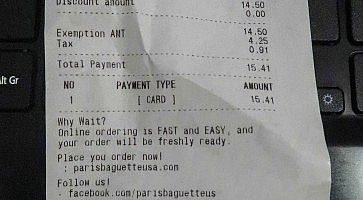 Discount amount 14.50
0.00
Exemption ANT 14.50
Tax 4.25
0.91
Total Payment 15.41
NO PAYMENT TYPE AMOUNT
1 [ CARD ] 15.41
Why Wait?
Online ordering is FAST and EASY, and
your order will be freshly ready.
Place you order now!
: parisbaguetteusa.com
Follow us!
- facebook.com/parisbaguetteus
Alt Gr